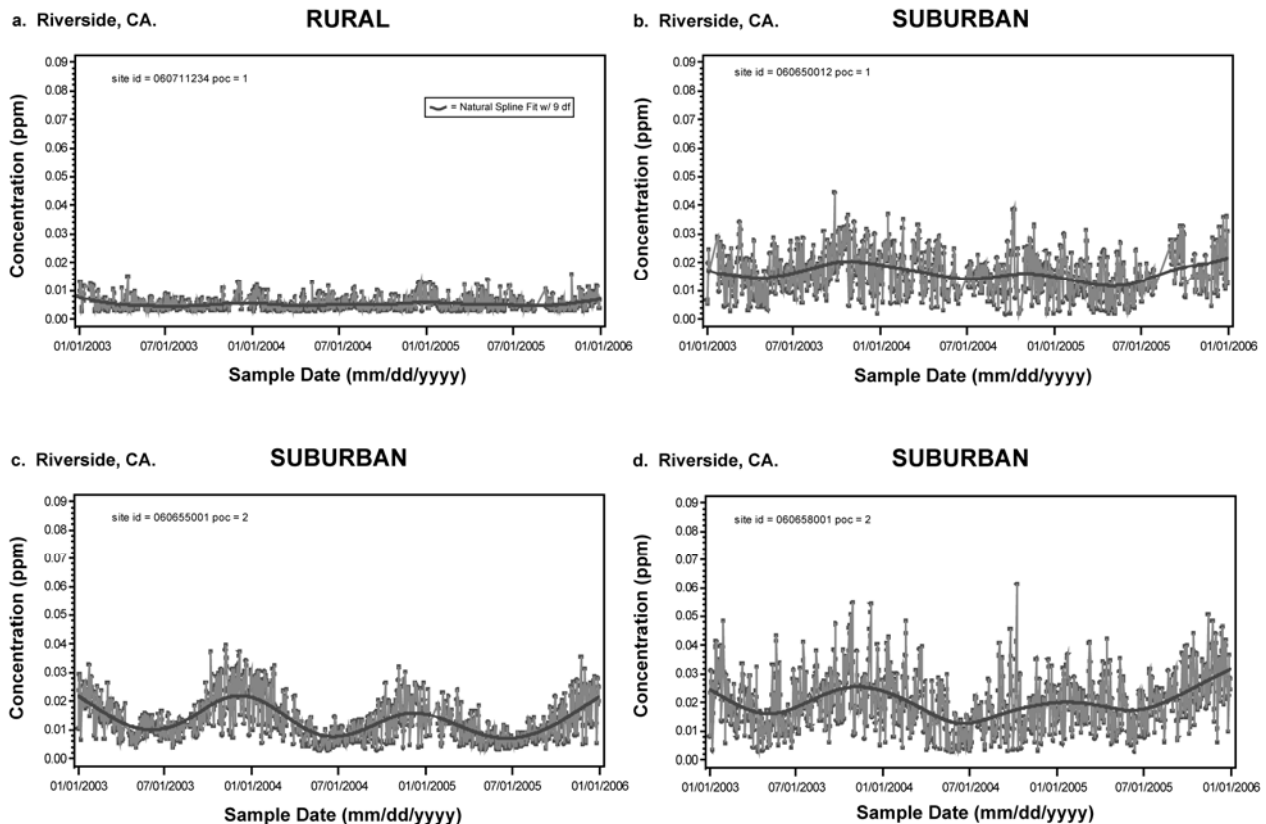 a. Riverside, CA. RURAL
site id = 060711234 poc = 1
= Natural Spline Fit w/ 9 df
Concentration (ppm)
0.09
0.08
0.07
0.06
0.05
0.04
0.03
0.02
0.01
0.00
01/01/2003 07/01/2003 01/01/2004 07/01/2004 01/01/2005 07/01/2005 01/01/2006
Sample Date (mm/dd/yyyy)
b. Riverside, CA. SUBURBAN
site id = 060650012 poc = 1
Concentration (ppm)
0.09
0.08
0.07
0.06
0.05
0.04
0.03
0.02
0.01
0.00
01/01/2003 07/01/2003 01/01/2004 07/01/2004 01/01/2005 07/01/2005 01/01/2006
Sample Date (mm/dd/yyyy)
c. Riverside, CA. SUBURBAN
site id = 060655001 poc = 2
Concentration (ppm)
0.09
0.08
0.07
0.06
0.05
0.04
0.03
0.02
0.01
0.00
01/01/2003 07/01/2003 01/01/2004 07/01/2004 01/01/2005 07/01/2005 01/01/2006
Sample Date (mm/dd/yyyy)
d. Riverside, CA. SUBURBAN
site id = 060658001 poc = 2
Concentration (ppm)
0.09
0.08
0.07
0.06
0.05
0.04
0.03
0.02
0.01
0.00
01/01/2003 07/01/2003 01/01/2004 07/01/2004 01/01/2005 07/01/2005 01/01/2006
Sample Date (mm/dd/yyyy)